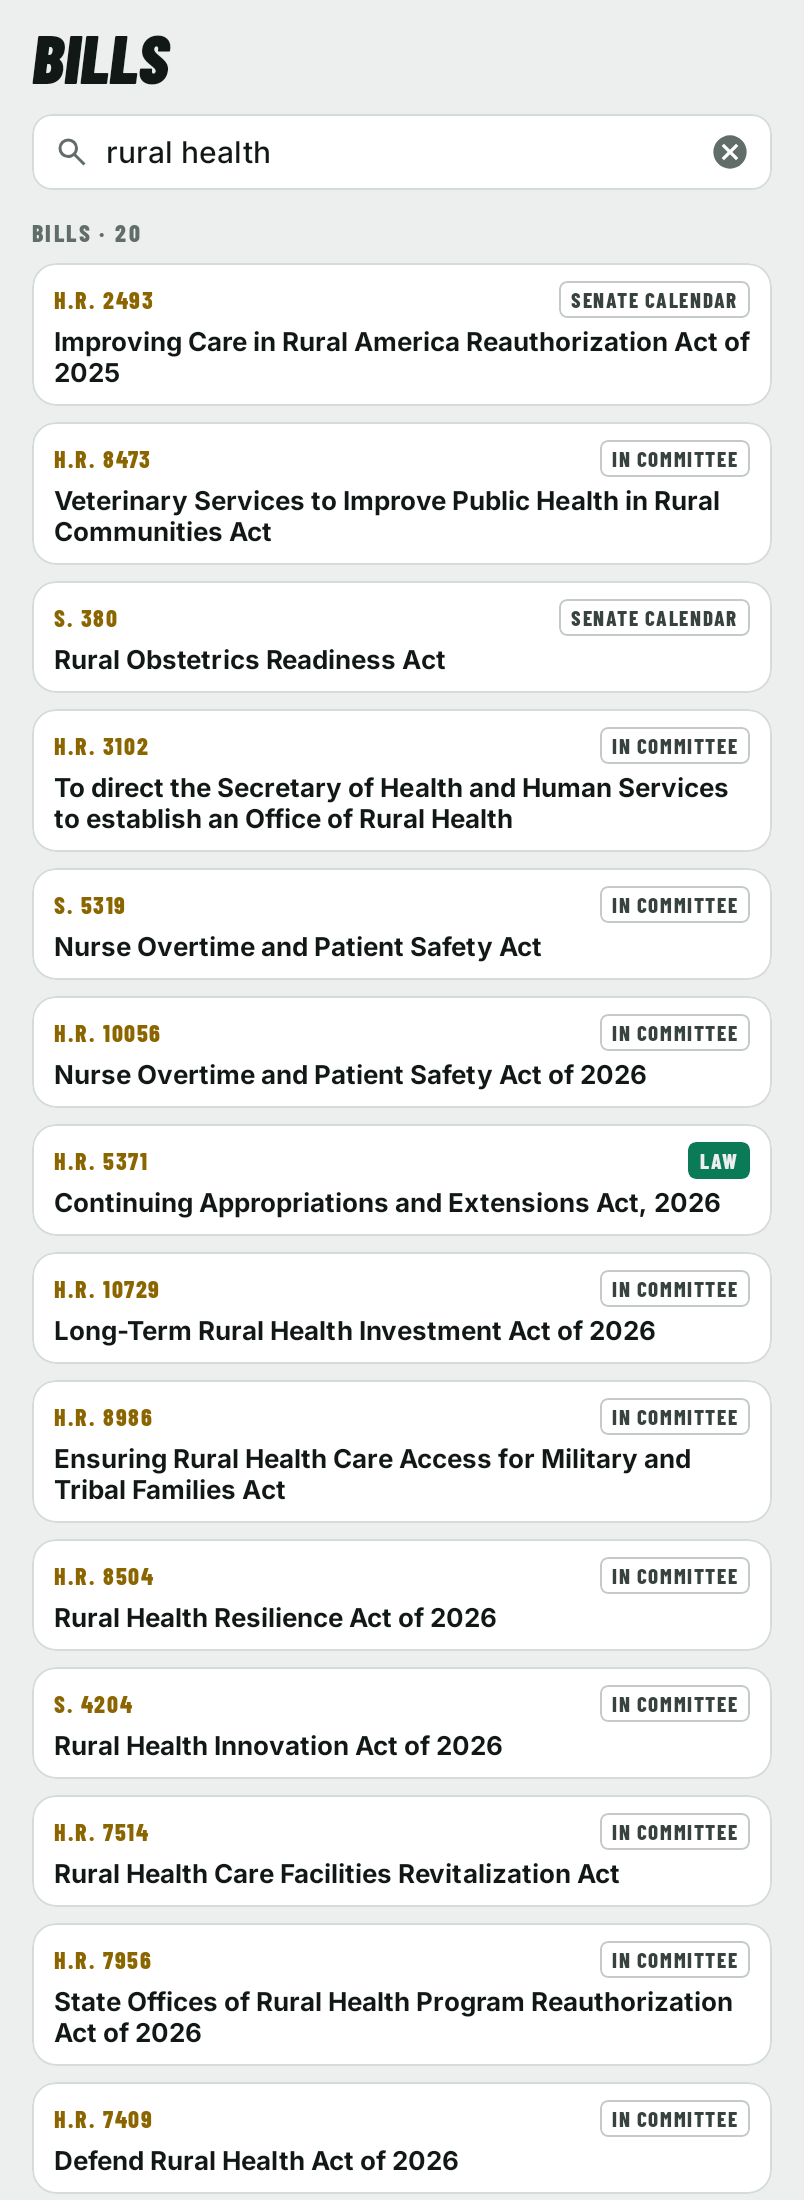 BILLS
rural health
BILLS · 20
H.R. 2493
SENATE CALENDAR
Improving Care in Rural America Reauthorization Act of
2025
H.R. 8473
IN COMMITTEE
Veterinary Services to Improve Public Health in Rural
Communities Act
S. 380
SENATE CALENDAR
Rural Obstetrics Readiness Act
H.R. 3102
IN COMMITTEE
To direct the Secretary of Health and Human Services
to establish an Office of Rural Health
S. 5319
IN COMMITTEE
Nurse Overtime and Patient Safety Act
H.R. 10056
IN COMMITTEE
Nurse Overtime and Patient Safety Act of 2026
H.R. 5371
LAW
Continuing Appropriations and Extensions Act, 2026
H.R. 10729
IN COMMITTEE
Long-Term Rural Health Investment Act of 2026
H.R. 8986
IN COMMITTEE
Ensuring Rural Health Care Access for Military and
Tribal Families Act
H.R. 8504
IN COMMITTEE
Rural Health Resilience Act of 2026
S. 4204
IN COMMITTEE
Rural Health Innovation Act of 2026
H.R. 7514
IN COMMITTEE
Rural Health Care Facilities Revitalization Act
H.R. 7956
IN COMMITTEE
State Offices of Rural Health Program Reauthorization
Act of 2026
H.R. 7409
IN COMMITTEE
Defend Rural Health Act of 2026